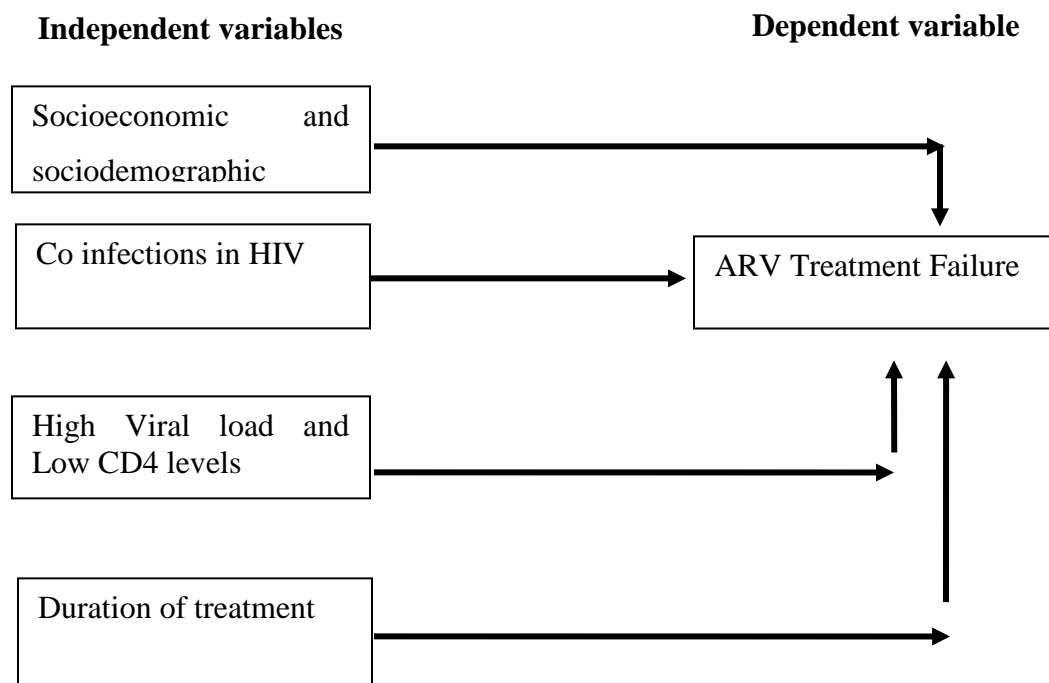 Independent variables
Dependent variable
Socioeconomic and
sociodemographic
Co infections in HIV
ARV Treatment Failure
High Viral load and
Low CD4 levels
Duration of treatment